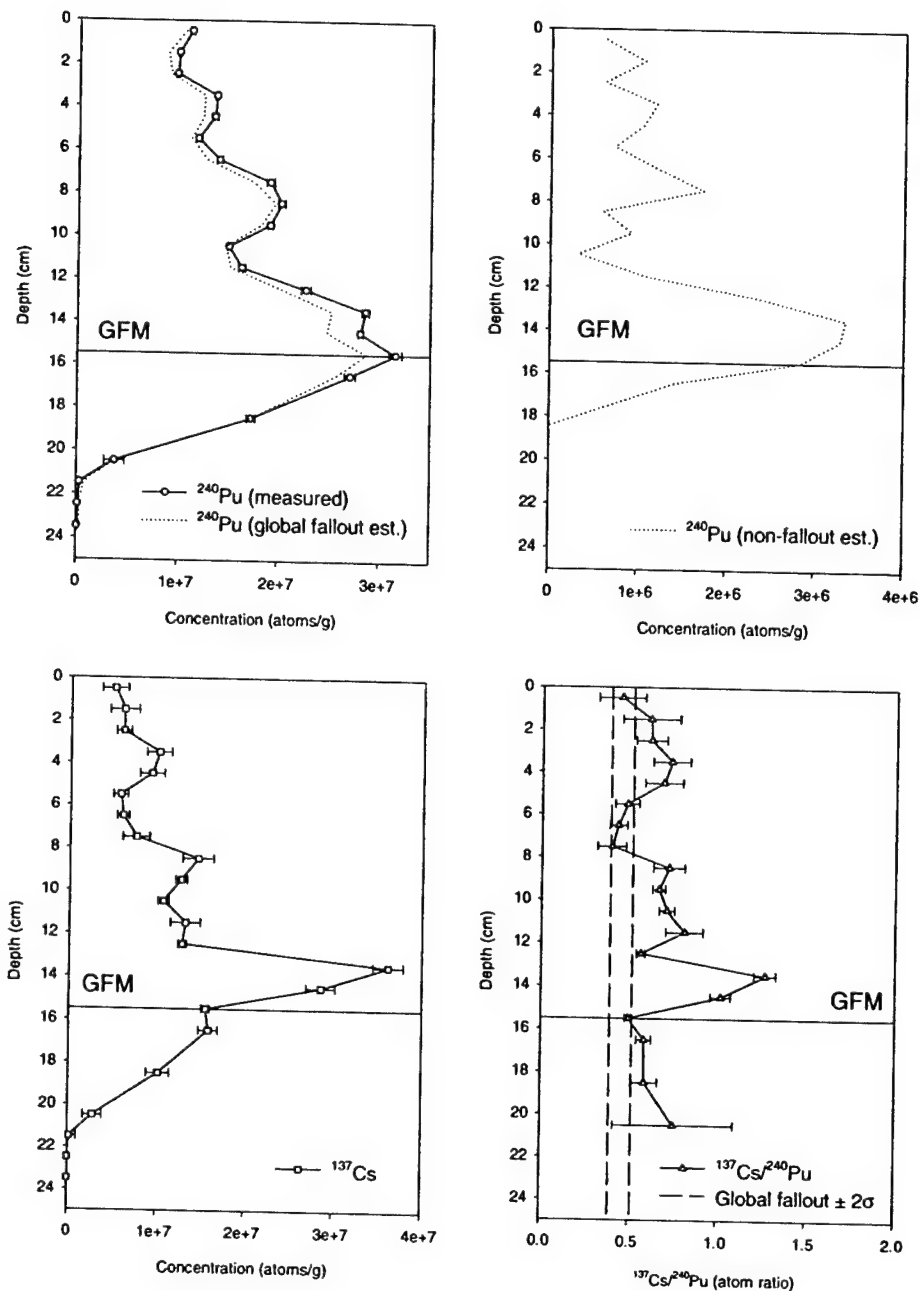 0
2
4
6
8
10
12
14
16
18
20
22
24
Depth (cm)
GFM
²⁴⁰Pu (measured)
²⁴⁰Pu (global fallout est.)
0
1e+7
2e+7
3e+7
Concentration (atoms/g)
0
2
4
6
8
10
12
14
16
18
20
22
24
Depth (cm)
GFM
²⁴⁰Pu (non-fallout est.)
0
1e+6
2e+6
3e+6
4e+6
Concentration (atoms/g)
0
2
4
6
8
10
12
14
16
18
20
22
24
Depth (cm)
GFM
¹³⁷Cs
0
1e+7
2e+7
3e+7
4e+7
Concentration (atoms/g)
0
2
4
6
8
10
12
14
16
18
20
22
24
Depth (cm)
GFM
¹³⁷Cs/²⁴⁰Pu
Global fallout ± 2σ
0.0
0.5
1.0
1.5
2.0
¹³⁷Cs/²⁴⁰Pu (atom ratio)